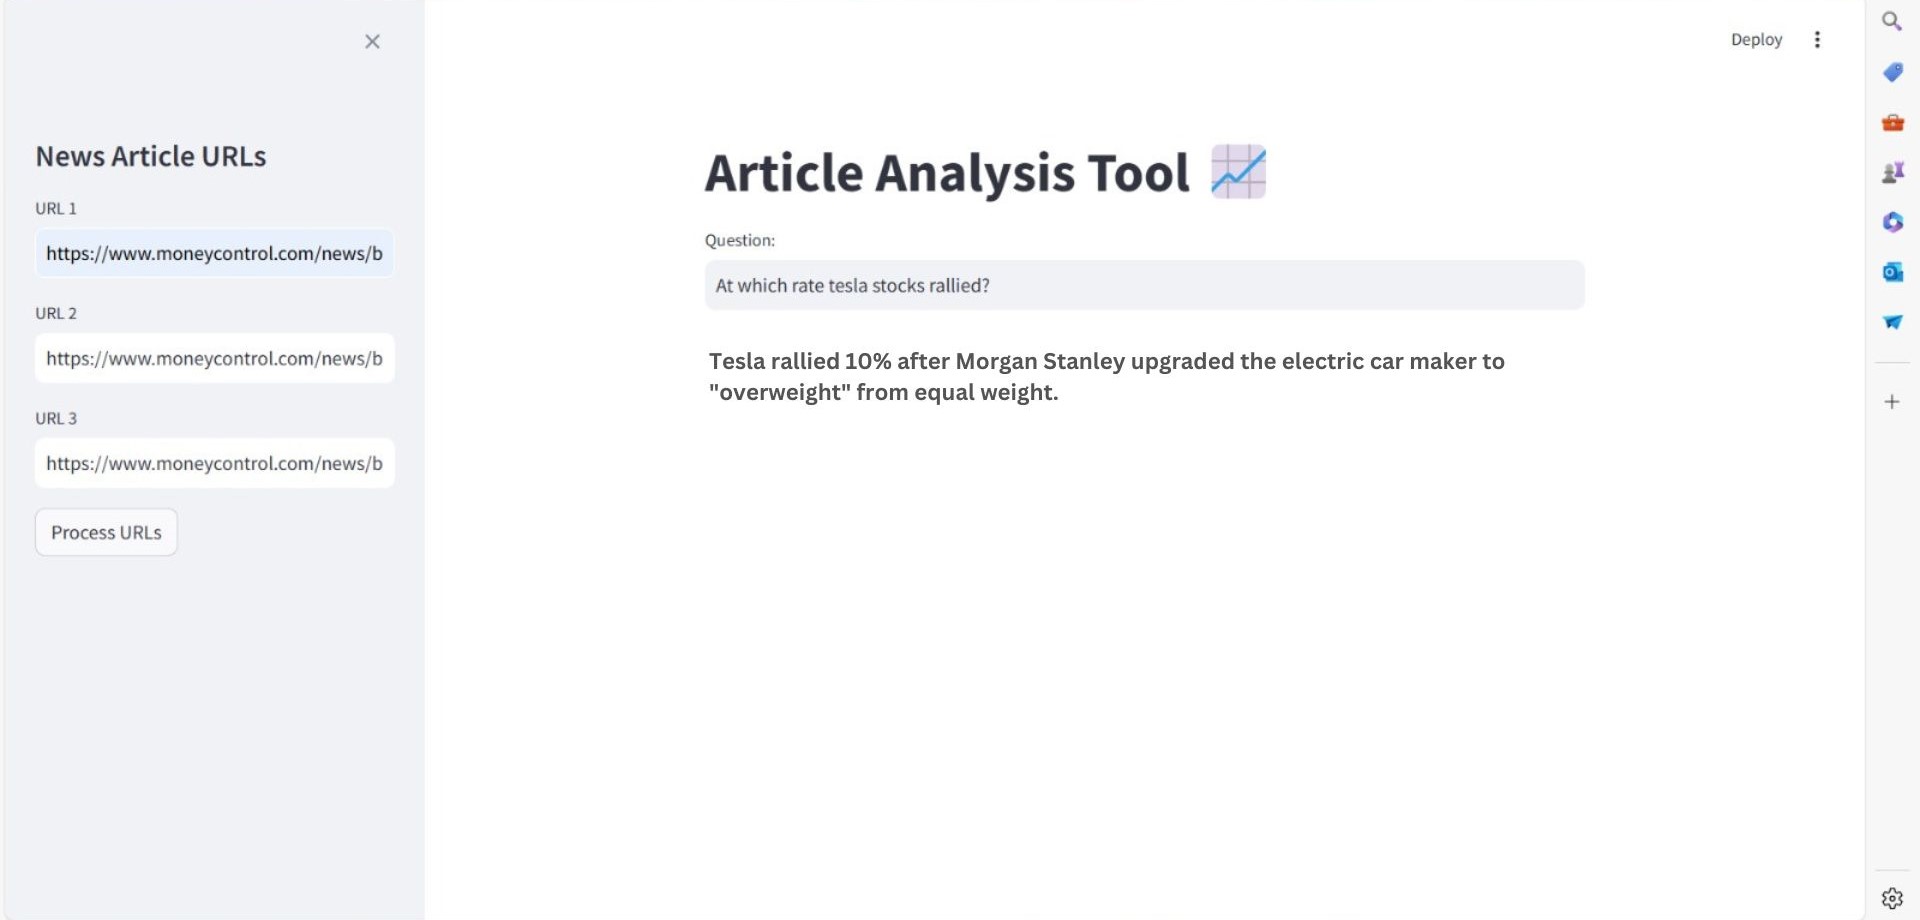 Deploy
News Article URLs
URL 1
https://www.moneycontrol.com/news/b
URL 2
https://www.moneycontrol.com/news/b
URL 3
https://www.moneycontrol.com/news/b
Process URLs
Article Analysis Tool
Question:
At which rate tesla stocks rallied?
Tesla rallied 10% after Morgan Stanley upgraded the electric car maker to
"overweight" from equal weight.